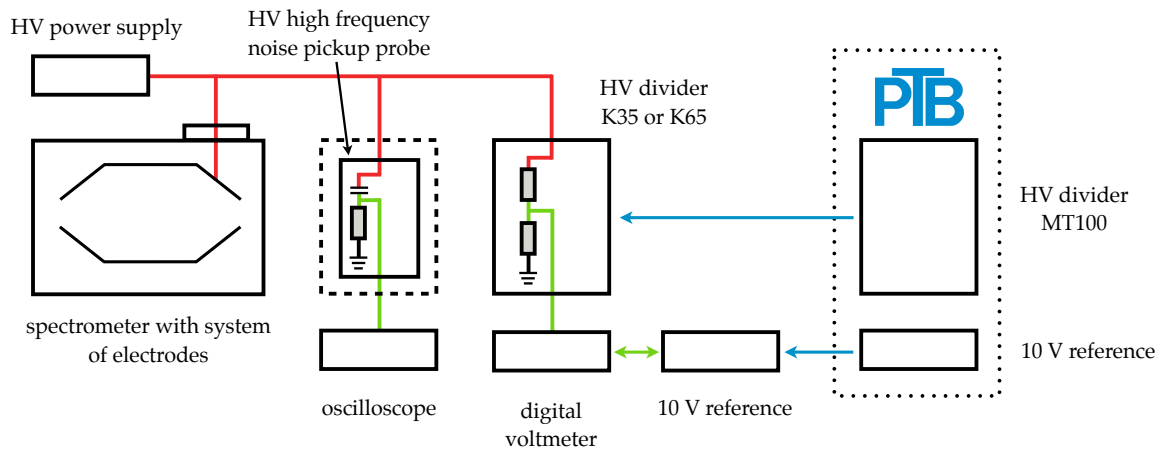 HV power supply
HV high frequency
noise pickup probe
HV divider
K35 or K65
PTB
HV divider
MT100
spectrometer with system
of electrodes
oscilloscope
digital
voltmeter
10 V reference
10 V reference